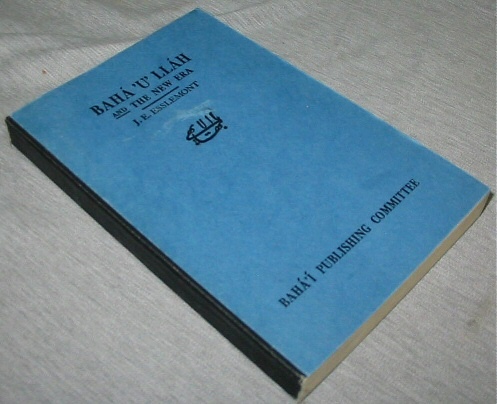 BAHÁ'U'LLÁH
AND THE NEW ERA
J. E. ESSLEMONT
BAHÁ'Í PUBLISHING COMMITTEE